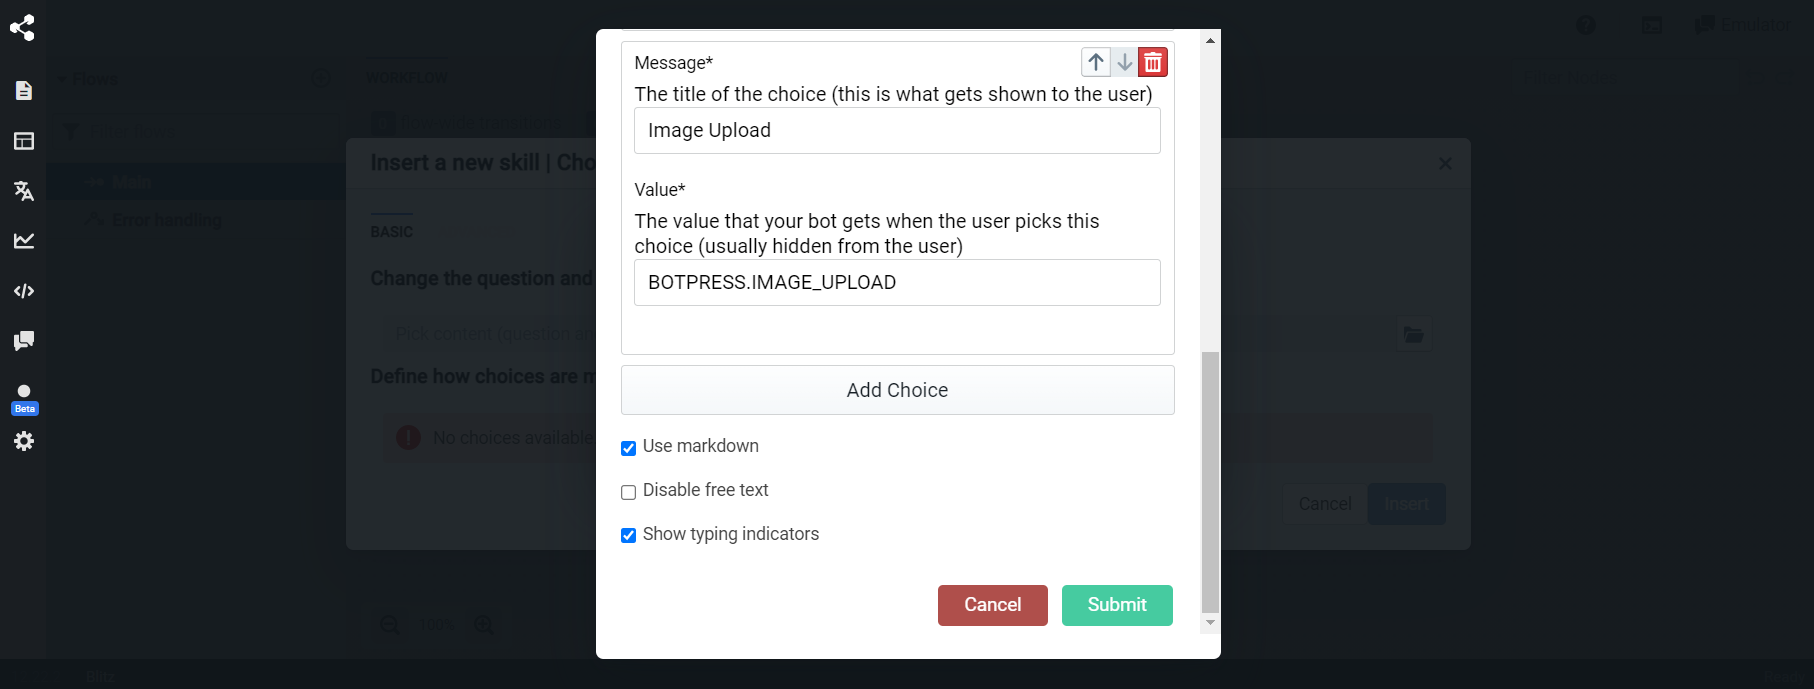 Emulator
Flows
WORKFLOW
Filter flows
Main
Error handling
Insert a new skill | Cho
BASIC
Change the question and
Pick content (question an
Define how choices are m
No choices available
Cancel
Insert
100%
Blitz
Beta
Message*
The title of the choice (this is what gets shown to the user)
Image Upload
Value*
The value that your bot gets when the user picks this
choice (usually hidden from the user)
BOTPRESS.IMAGE_UPLOAD
Add Choice
Use markdown
Disable free text
Show typing indicators
Cancel
Submit